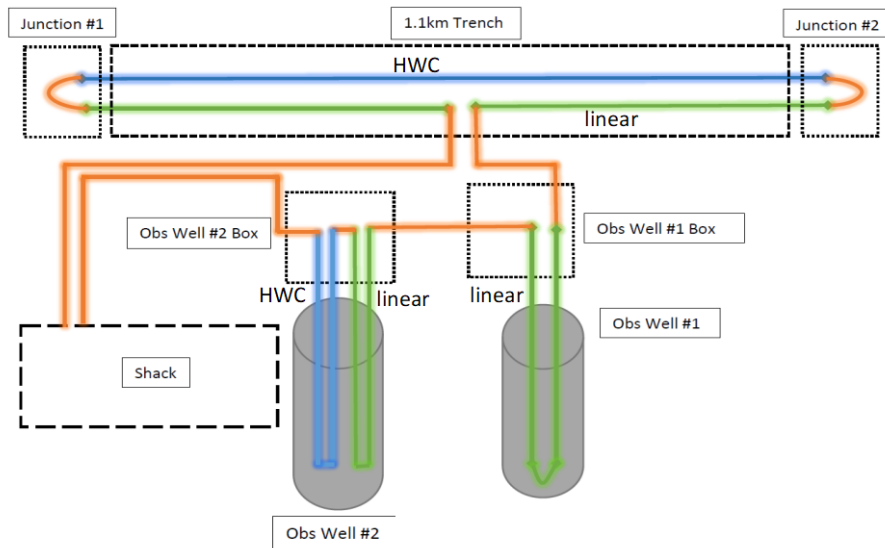 Junction #1
1.1km Trench
Junction #2
HWC
linear
Obs Well #2 Box
Obs Well #1 Box
HWC
linear
linear
Obs Well #1
Shack
Obs Well #2